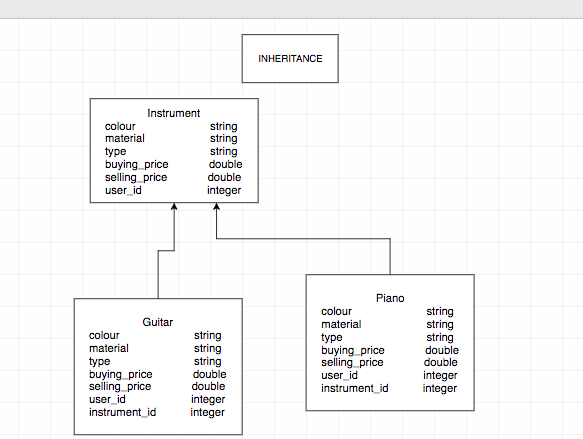 INHERITANCE
Instrument
colour string
material string
type string
buying_price double
selling_price double
user_id integer
Guitar
colour string
material string
type string
buying_price double
selling_price double
user_id integer
instrument_id integer
Piano
colour string
material string
type string
buying_price double
selling_price double
user_id integer
instrument_id integer